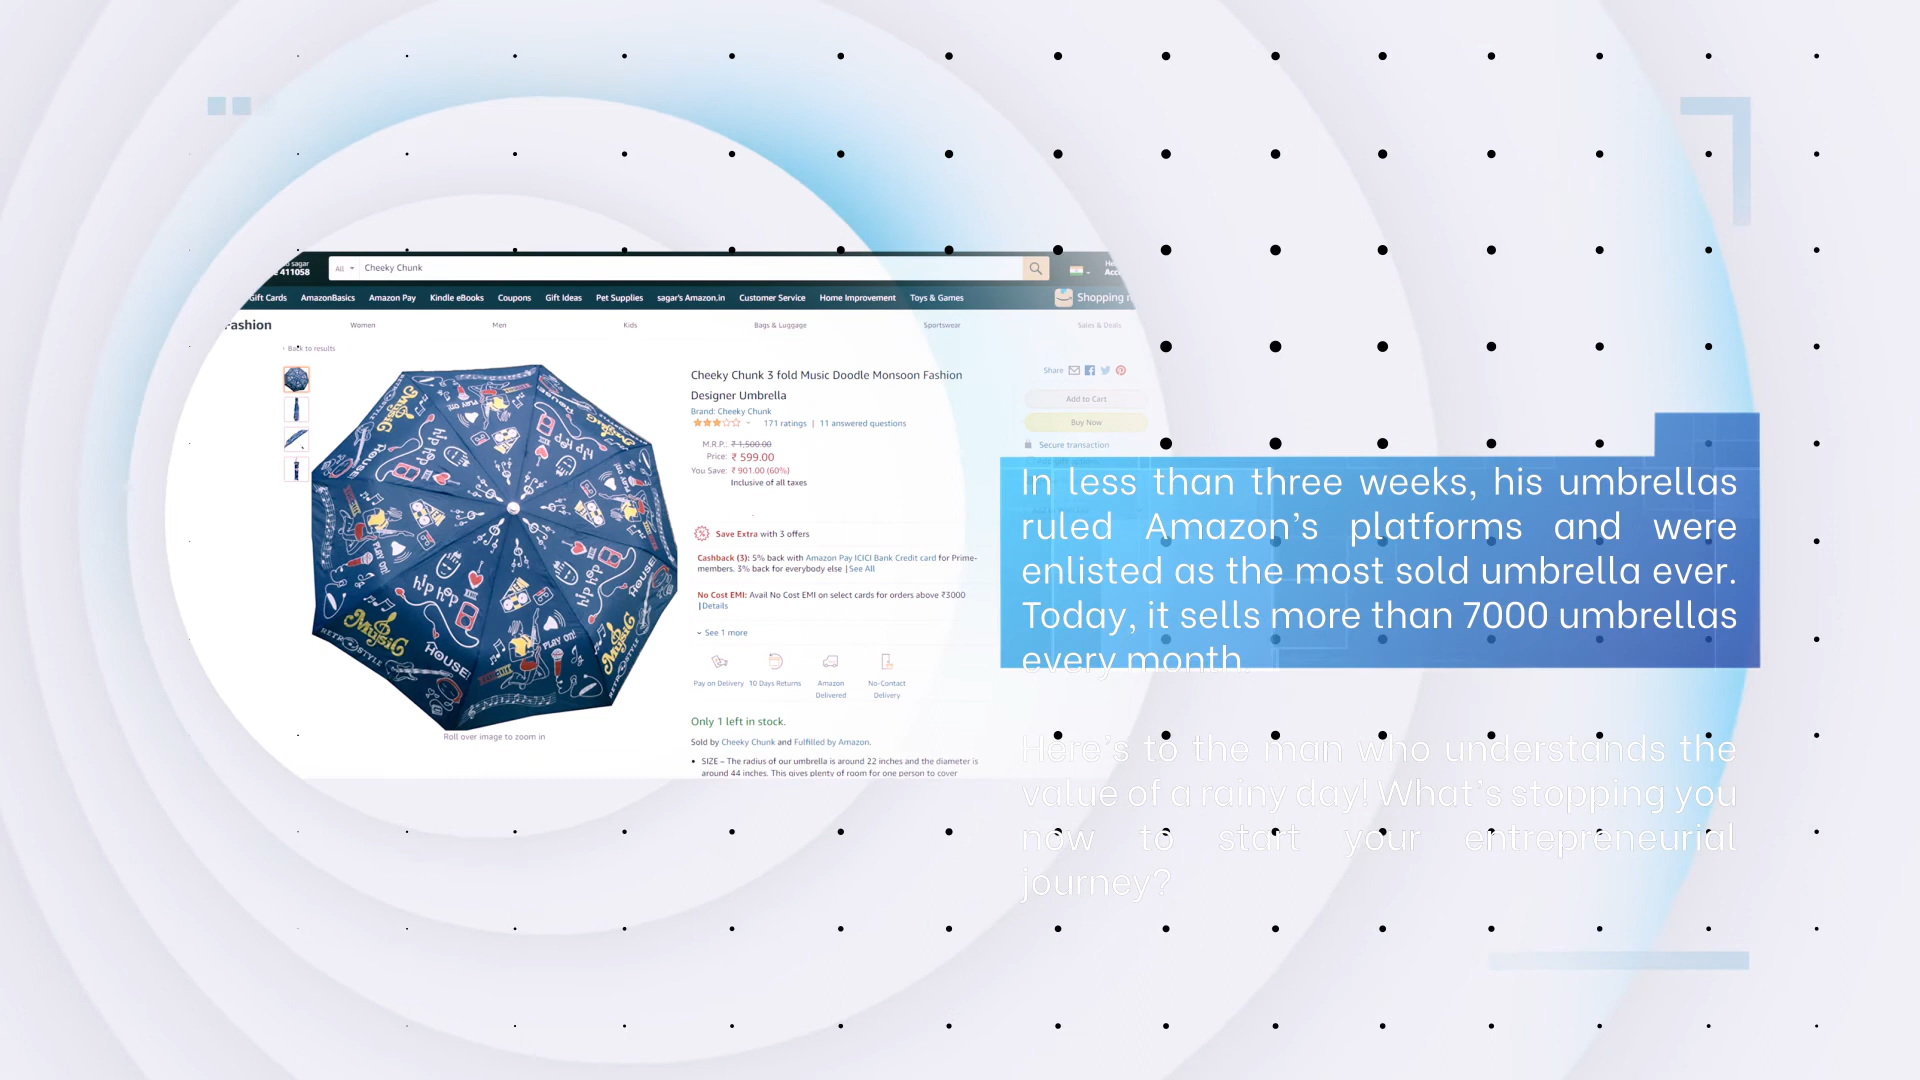 sagar
411058
All
Cheeky Chunk
Gift Cards AmazonBasics Amazon Pay Kindle eBooks Coupons Gift Ideas Pet Supplies sagar's Amazon.in Customer Service Home Improvement Toys & Games Shopping
Women Men Kids Bags & Luggage Sportswear Sales & Deals
‹ Back to results
Cheeky Chunk 3 fold Music Doodle Monsoon Fashion
Designer Umbrella
Brand: Cheeky Chunk
171 ratings | 11 answered questions
M.R.P.: ₹ 1,500.00
Price: ₹ 599.00
You Save: ₹ 901.00 (60%)
Inclusive of all taxes
Save Extra with 3 offers
Cashback (3): 5% back with Amazon Pay ICICI Bank Credit card for Prime-
members. 3% back for everybody else | See All
No Cost EMI: Avail No Cost EMI on select cards for orders above ₹3000
| Details
See 1 more
Pay on Delivery 10 Days Returns Amazon Delivered No-Contact Delivery
Only 1 left in stock.
Sold by Cheeky Chunk and Fulfilled by Amazon.
• SIZE – The radius of our umbrella is around 22 inches and the diameter is
around 44 inches. This gives plenty of room for one person to cover
Roll over image to zoom in
MUSIC
HOUSE
hip hop
PLAY ON!
RETRO STYLE
Share
Add to Cart
Buy Now
Secure transaction
In less than three weeks, his umbrellas
ruled Amazon's platforms and were
enlisted as the most sold umbrella ever.
Today, it sells more than 7000 umbrellas
every month.
Here's to the man who understands the
value of a rainy day! What's stopping you
now to start your entrepreneurial
journey?